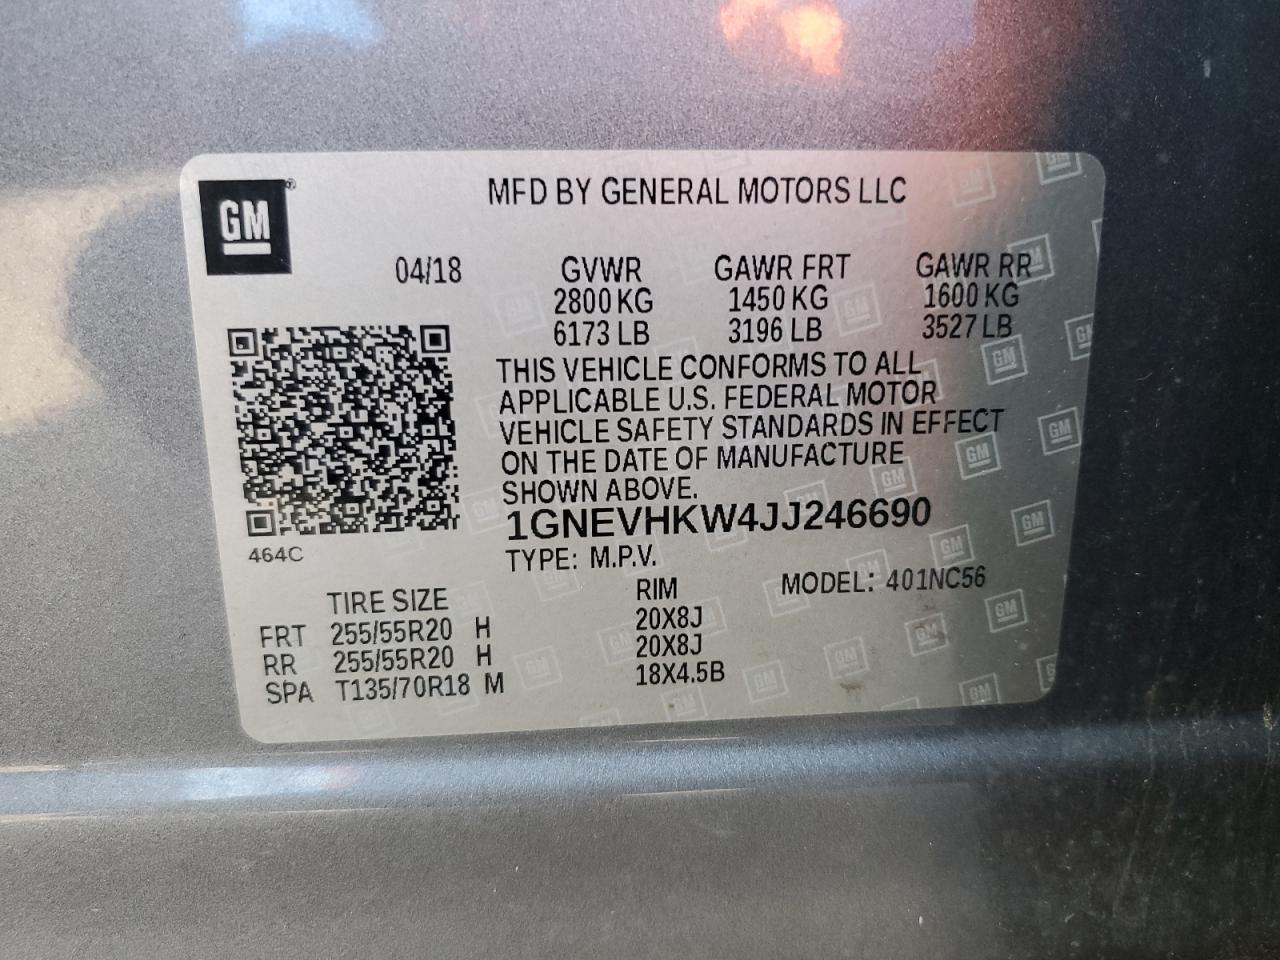 GM®
MFD BY GENERAL MOTORS LLC
04/18 GVWR GAWR FRT GAWR RR
2800 KG 1450 KG 1600 KG
6173 LB 3196 LB 3527 LB
THIS VEHICLE CONFORMS TO ALL
APPLICABLE U.S. FEDERAL MOTOR
VEHICLE SAFETY STANDARDS IN EFFECT
ON THE DATE OF MANUFACTURE
SHOWN ABOVE.
1GNEVHKW4JJ246690
464C
TYPE: M.P.V. MODEL: 401NC56
TIRE SIZE RIM
FRT 255/55R20 H 20X8J
RR 255/55R20 H 20X8J
SPA T135/70R18 M 18X4.5B